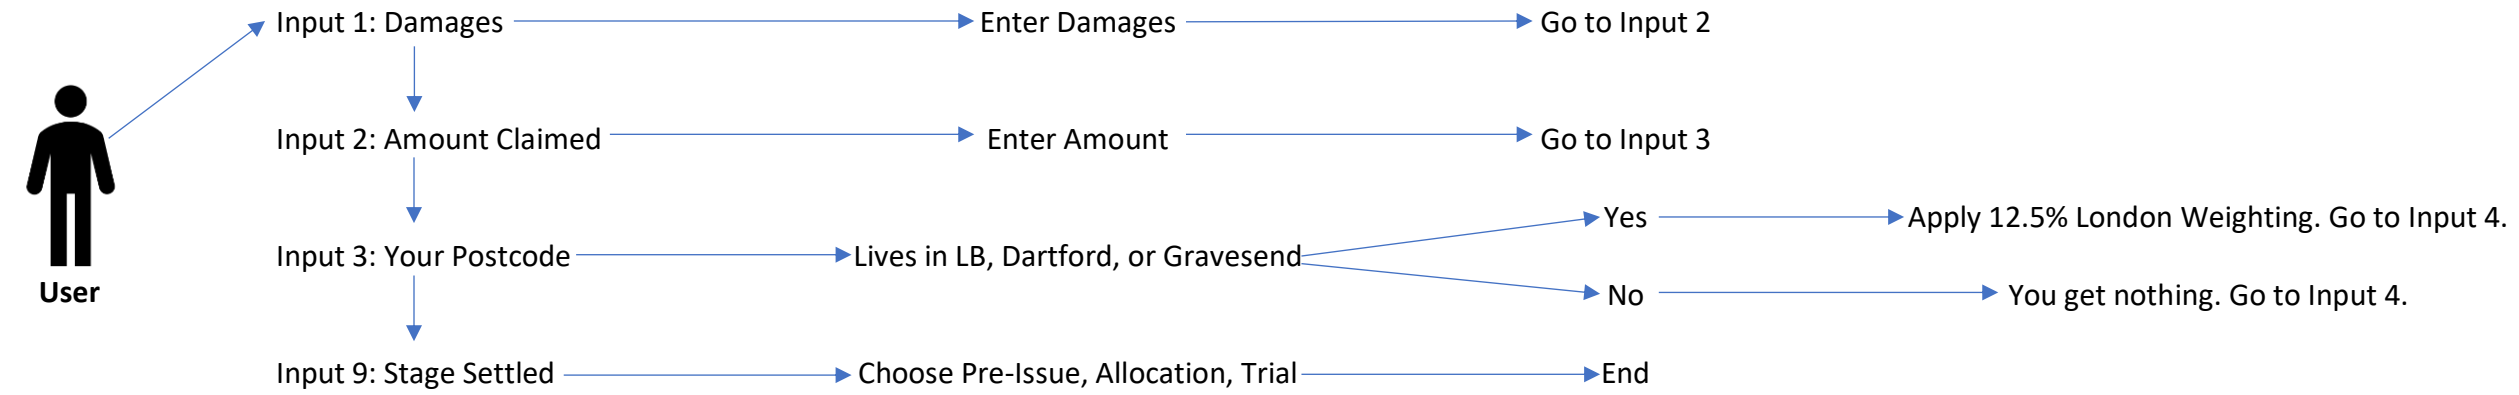 Input 1: Damages
Enter Damages
Go to Input 2
Input 2: Amount Claimed
Enter Amount
Go to Input 3
Input 3: Your Postcode
Lives in LB, Dartford, or Gravesend
Yes
Apply 12.5% London Weighting. Go to Input 4.
No
You get nothing. Go to Input 4.
User
Input 9: Stage Settled
Choose Pre-Issue, Allocation, Trial
End